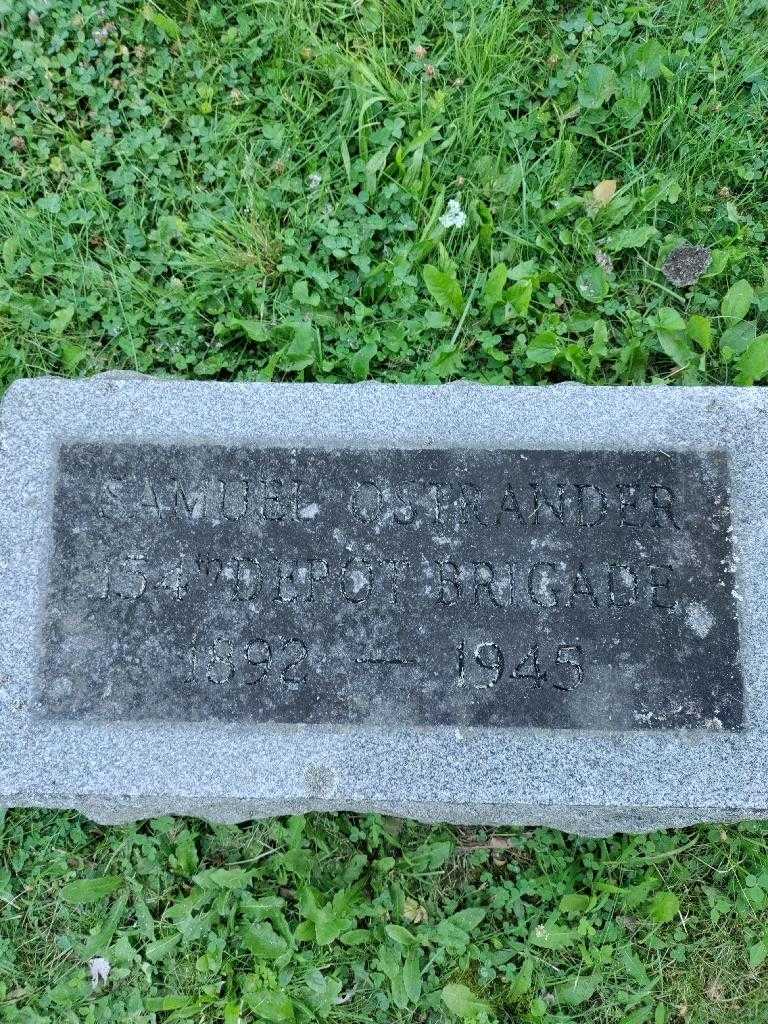 SAMUEL OSTRANDER
154TH DEPOT BRIGADE
1892 — 1945